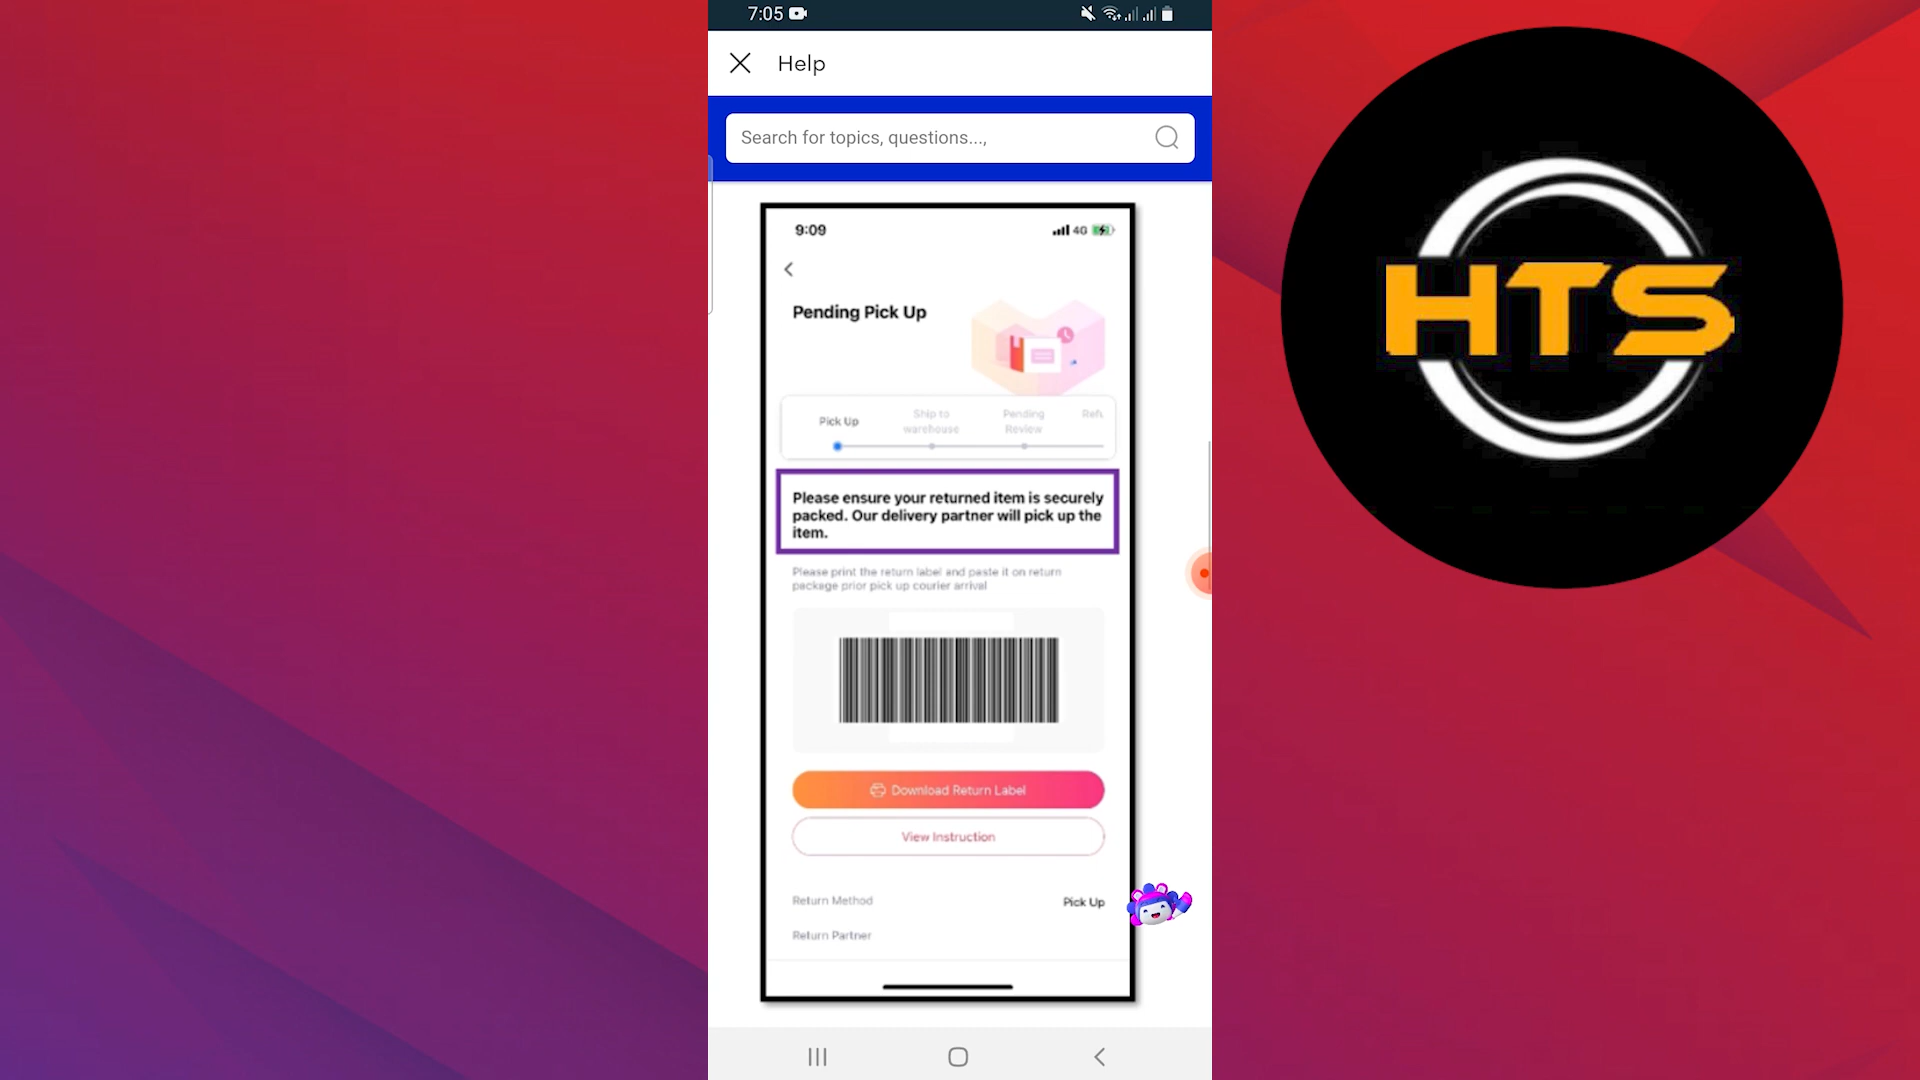 7:05
Help
Search for topics, questions...,
9:09
4G
Pending Pick Up
Pick Up
Ship to
warehouse
Pending
Review
Refu
Please ensure your returned item is securely
packed. Our delivery partner will pick up the
item.
Please print the return label and paste it on return
package prior pick up courier arrival
Download Return Label
View Instruction
Return Method
Pick Up
Return Partner
HTS